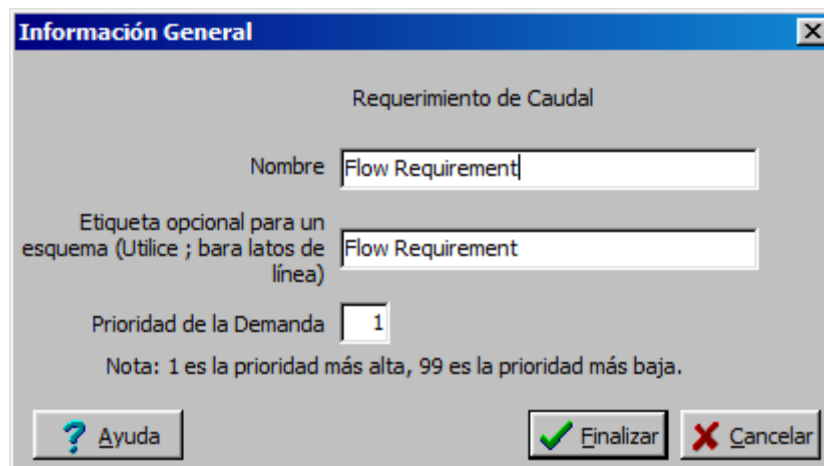 Información General
Requerimiento de Caudal
Nombre Flow Requirement
Etiqueta opcional para un
esquema (Utilice ; bara latos de
línea)
Flow Requirement
Prioridad de la Demanda 1
Nota: 1 es la prioridad más alta, 99 es la prioridad más baja.
Ayuda Finalizar Cancelar